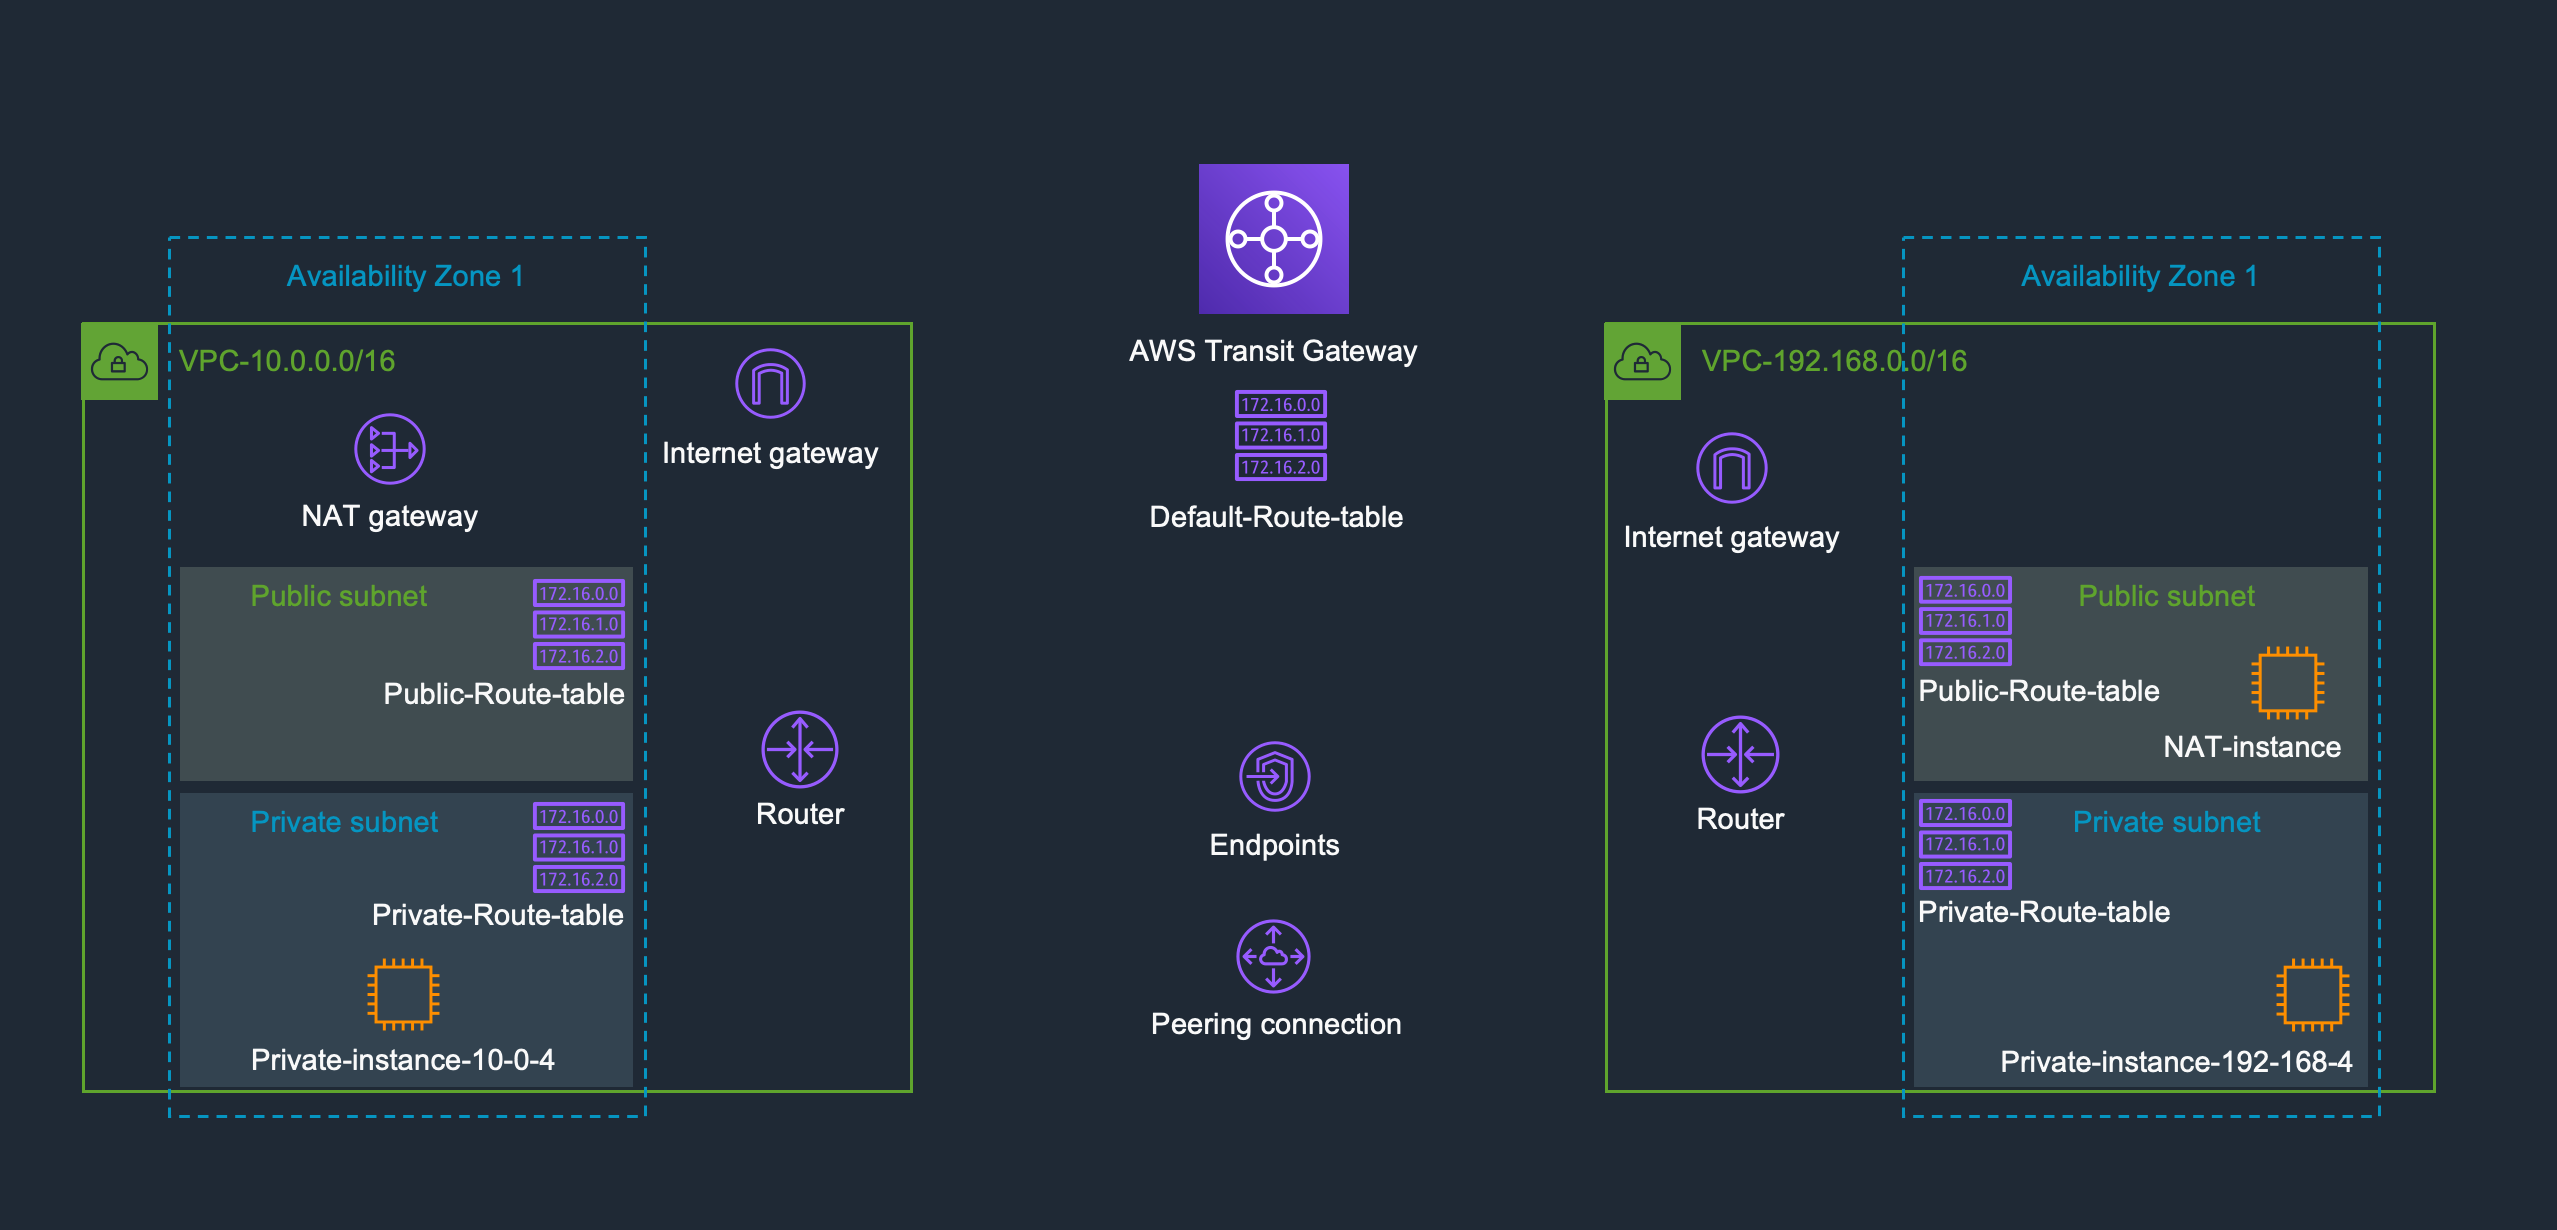 Availability Zone 1
VPC-10.0.0.0/16
Internet gateway
NAT gateway
Public subnet
172.16.0.0
172.16.1.0
172.16.2.0
Public-Route-table
Router
Private subnet
172.16.0.0
172.16.1.0
172.16.2.0
Private-Route-table
Private-instance-10-0-4
AWS Transit Gateway
172.16.0.0
172.16.1.0
172.16.2.0
Default-Route-table
Endpoints
Peering connection
Availability Zone 1
VPC-192.168.0.0/16
Internet gateway
Router
172.16.0.0
172.16.1.0
172.16.2.0
Public subnet
Public-Route-table
NAT-instance
172.16.0.0
172.16.1.0
172.16.2.0
Private subnet
Private-Route-table
Private-instance-192-168-4